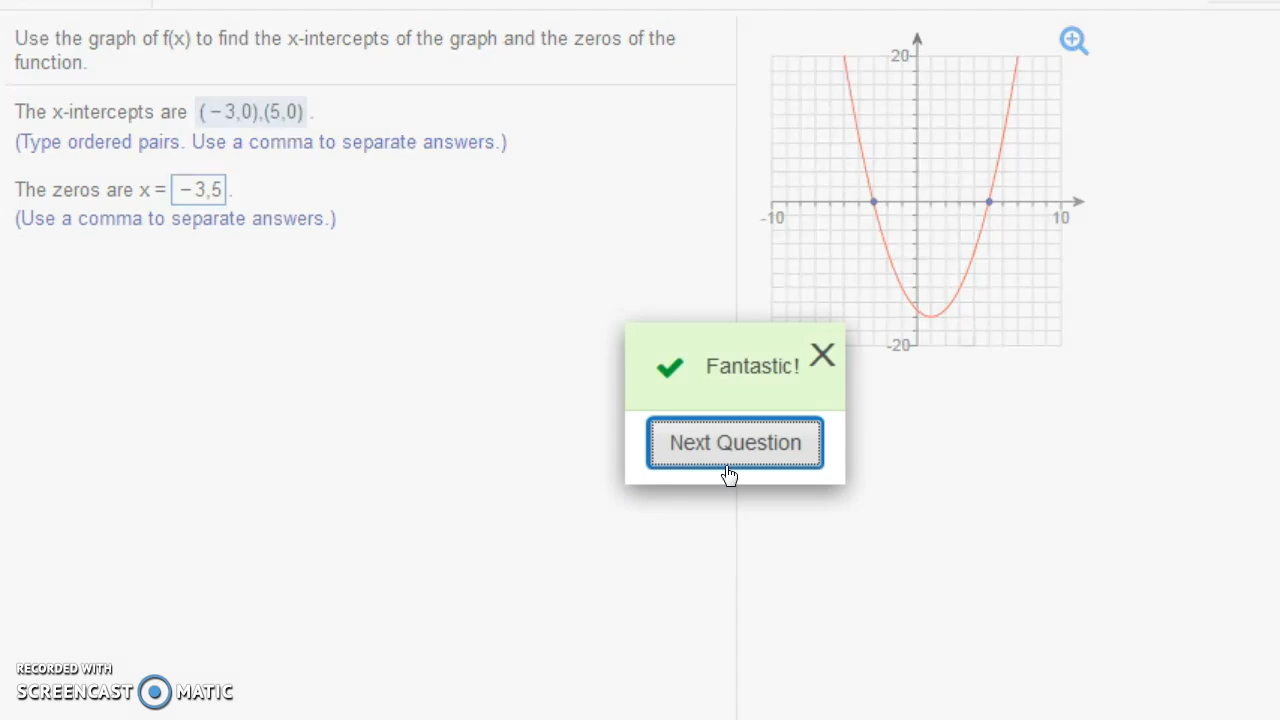 Use the graph of f(x) to find the x-intercepts of the graph and the zeros of the
function.
The x-intercepts are (−3,0),(5,0).
(Type ordered pairs. Use a comma to separate answers.)
The zeros are x = −3,5.
(Use a comma to separate answers.)
20
-10
10
-20
Fantastic!
Next Question
RECORDED WITH
SCREENCAST MATIC